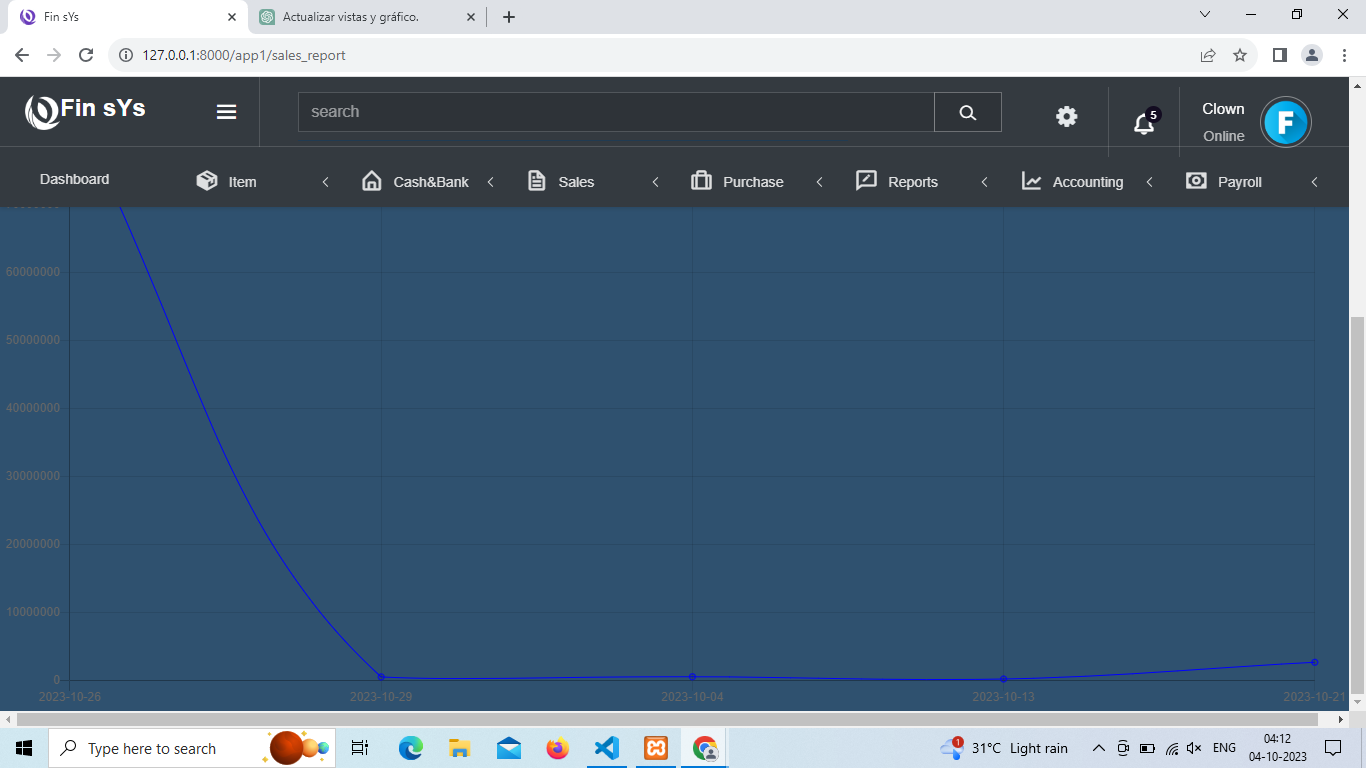 Fin sYs
Actualizar vistas y gráfico.
127.0.0.1:8000/app1/sales_report
Fin sYs
search
5
Clown
Online
F
Dashboard
Item
Cash&Bank
Sales
Purchase
Reports
Accounting
Payroll
60000000
50000000
40000000
30000000
20000000
10000000
0
2023-10-26
2023-10-29
2023-10-04
2023-10-13
2023-10-21
Type here to search
1
31°C Light rain
ENG
04:12
04-10-2023